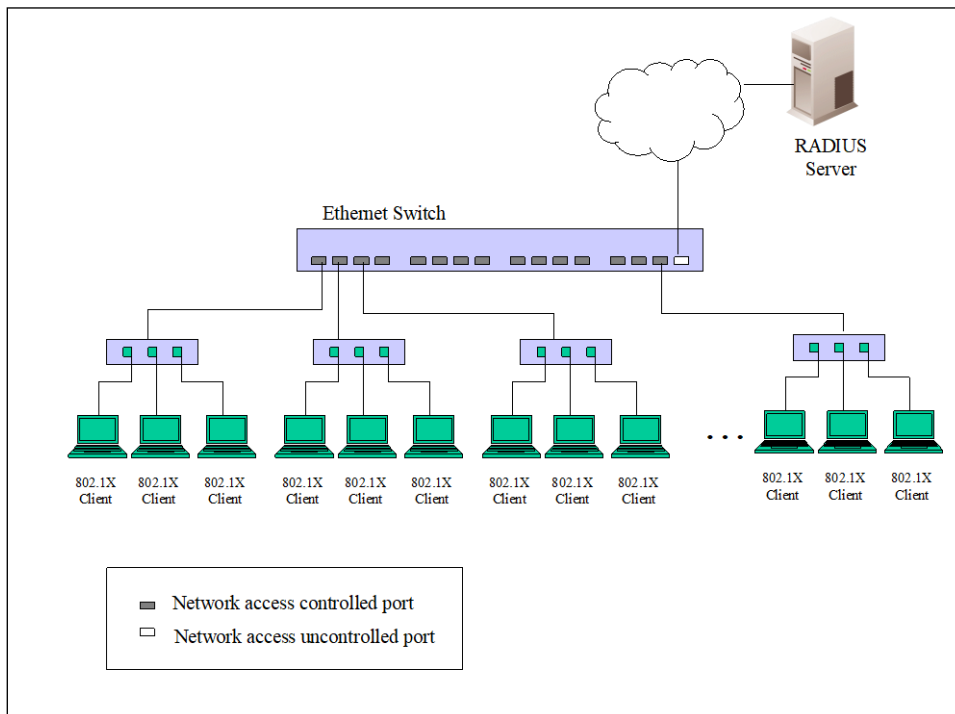 RADIUS
Server
Ethernet Switch
802.1X
Client
802.1X
Client
802.1X
Client
802.1X
Client
802.1X
Client
802.1X
Client
802.1X
Client
802.1X
Client
802.1X
Client
. . .
802.1X
Client
802.1X
Client
802.1X
Client
Network access controlled port
Network access uncontrolled port